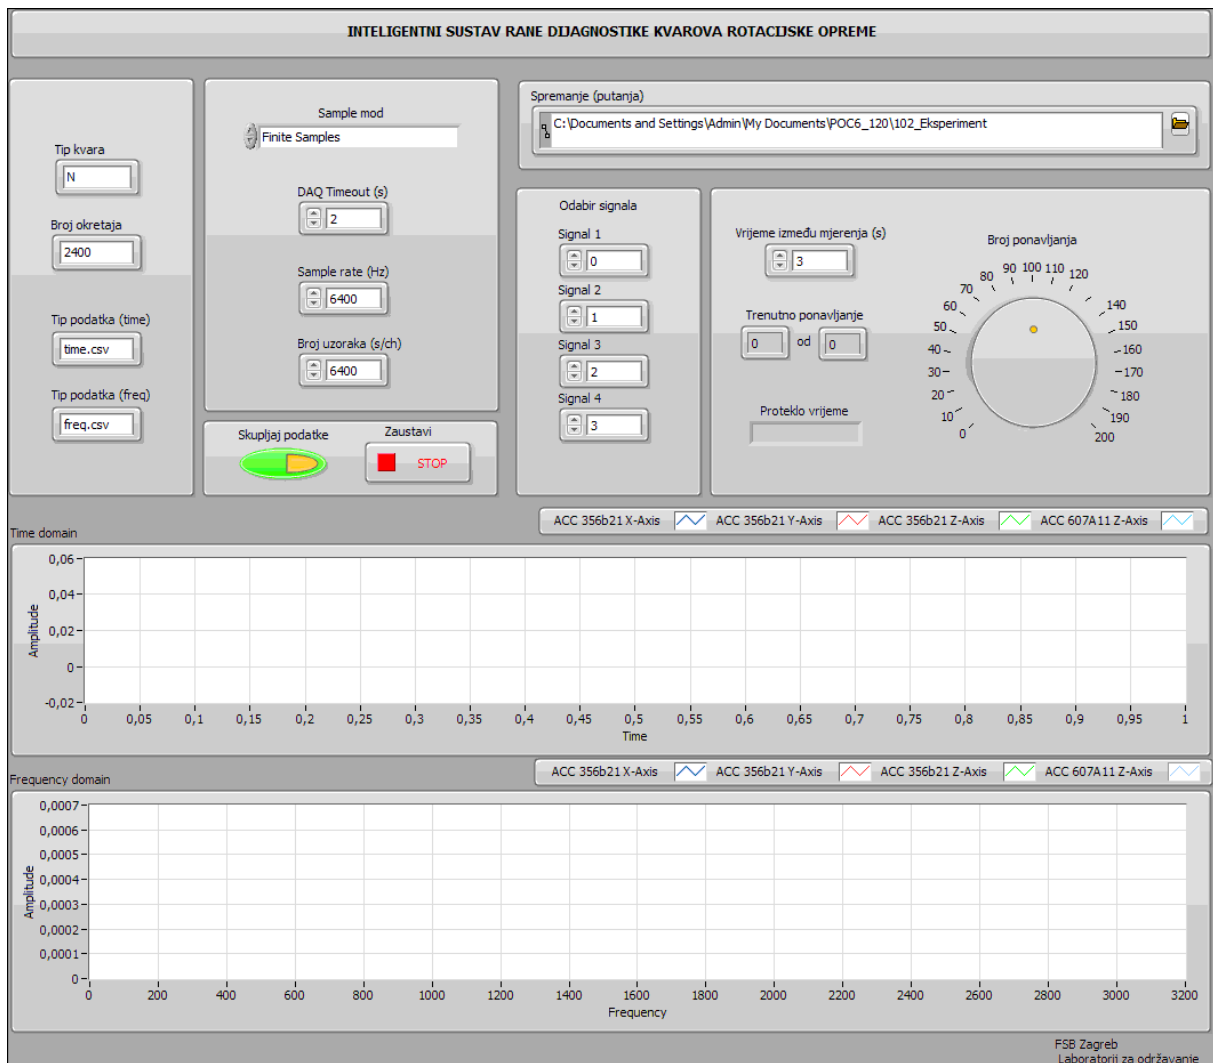 INTELIGENTNI SUSTAV RANE DIJAGNOSTIKE KVAROVA ROTACIJSKE OPREME
Tip kvara
N
Broj okretaja
2400
Tip podatka (time)
time.csv
Tip podatka (freq)
freq.csv
Sample mod
Finite Samples
DAQ Timeout (s)
2
Sample rate (Hz)
6400
Broj uzoraka (s/ch)
6400
Skupljaj podatke
Zaustavi
STOP
Spremanje (putanja)
C:\Documents and Settings\Admin\My Documents\POC6_120\102_Eksperiment
Odabir signala
Signal 1
0
Signal 2
1
Signal 3
2
Signal 4
3
Vrijeme između mjerenja (s)
3
Trenutno ponavljanje
0 od 0
Proteklo vrijeme
Broj ponavljanja
0 10 20 30 40 50 60 70 80 90 100 110 120 140 150 160 170 180 190 200
Time domain
ACC 356b21 X-Axis ACC 356b21 Y-Axis ACC 356b21 Z-Axis ACC 607A11 Z-Axis
Amplitude
0,06
0,04
0,02
0
-0,02
0 0,05 0,1 0,15 0,2 0,25 0,3 0,35 0,4 0,45 0,5 0,55 0,6 0,65 0,7 0,75 0,8 0,85 0,9 0,95 1
Time
Frequency domain
ACC 356b21 X-Axis ACC 356b21 Y-Axis ACC 356b21 Z-Axis ACC 607A11 Z-Axis
Amplitude
0,0007
0,0006
0,0005
0,0004
0,0003
0,0002
0,0001
0
0 200 400 600 800 1000 1200 1400 1600 1800 2000 2200 2400 2600 2800 3000 3200
Frequency
FSB Zagreb
Laboratorij za održavanje